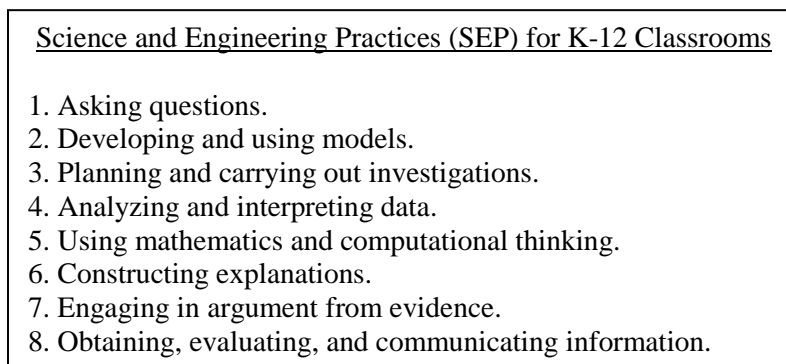 Science and Engineering Practices (SEP) for K-12 Classrooms
1. Asking questions.
2. Developing and using models.
3. Planning and carrying out investigations.
4. Analyzing and interpreting data.
5. Using mathematics and computational thinking.
6. Constructing explanations.
7. Engaging in argument from evidence.
8. Obtaining, evaluating, and communicating information.